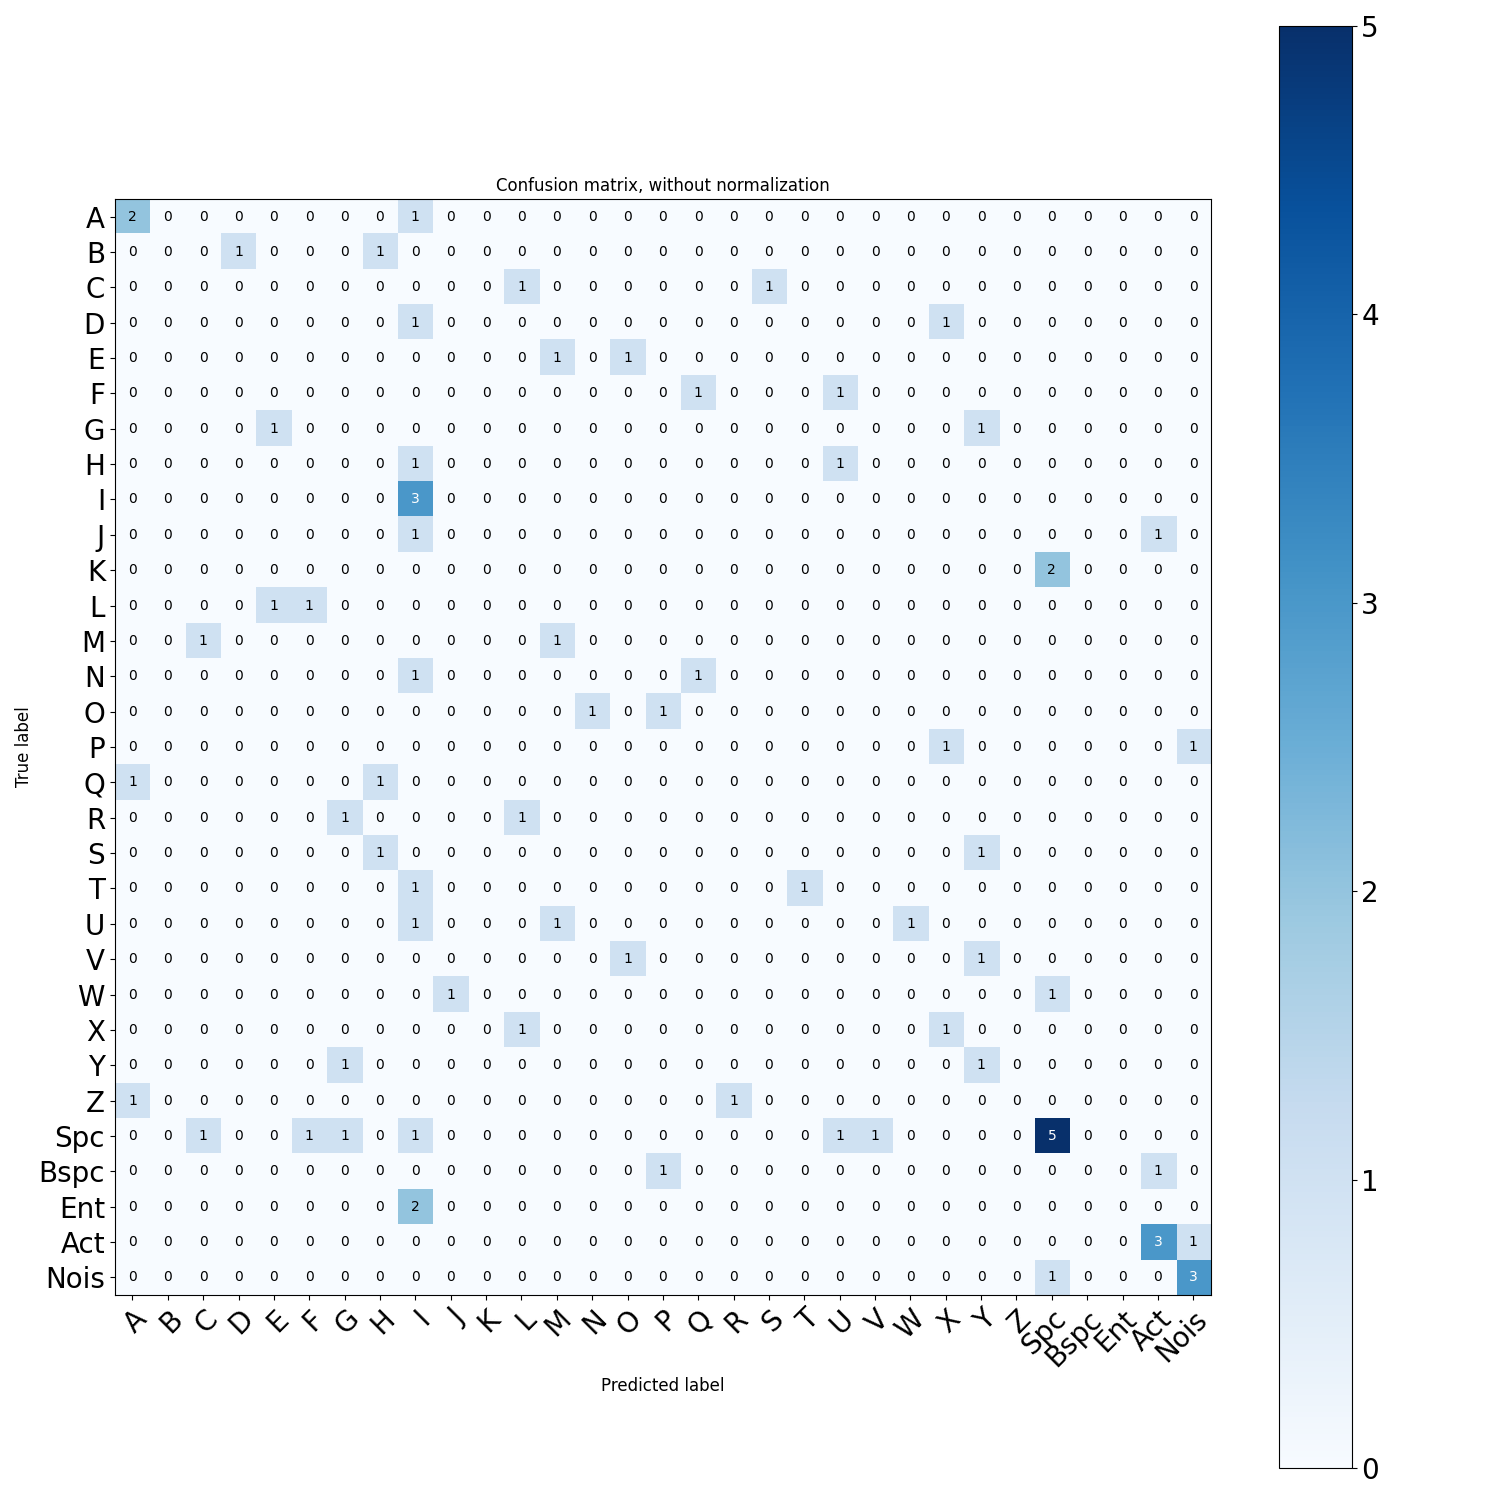 Confusion matrix, without normalization
A 2 0 0 0 0 0 0 0 1 0 0 0 0 0 0 0 0 0 0 0 0 0 0 0 0 0 0 0 0 0 0
B 0 0 0 1 0 0 0 1 0 0 0 0 0 0 0 0 0 0 0 0 0 0 0 0 0 0 0 0 0 0 0
C 0 0 0 0 0 0 0 0 0 0 0 1 0 0 0 0 0 0 1 0 0 0 0 0 0 0 0 0 0 0 0
D 0 0 0 0 0 0 0 0 1 0 0 0 0 0 0 0 0 0 0 0 0 0 0 1 0 0 0 0 0 0 0
E 0 0 0 0 0 0 0 0 0 0 0 0 1 0 1 0 0 0 0 0 0 0 0 0 0 0 0 0 0 0 0
F 0 0 0 0 0 0 0 0 0 0 0 0 0 0 0 0 1 0 0 0 1 0 0 0 0 0 0 0 0 0 0
G 0 0 0 0 1 0 0 0 0 0 0 0 0 0 0 0 0 0 0 0 0 0 0 0 1 0 0 0 0 0 0
H 0 0 0 0 0 0 0 0 1 0 0 0 0 0 0 0 0 0 0 0 1 0 0 0 0 0 0 0 0 0 0
I 0 0 0 0 0 0 0 0 3 0 0 0 0 0 0 0 0 0 0 0 0 0 0 0 0 0 0 0 0 0 0
J 0 0 0 0 0 0 0 0 1 0 0 0 0 0 0 0 0 0 0 0 0 0 0 0 0 0 0 0 0 1 0
K 0 0 0 0 0 0 0 0 0 0 0 0 0 0 0 0 0 0 0 0 0 0 0 0 0 0 2 0 0 0 0
L 0 0 0 0 1 1 0 0 0 0 0 0 0 0 0 0 0 0 0 0 0 0 0 0 0 0 0 0 0 0 0
M 0 0 1 0 0 0 0 0 0 0 0 0 1 0 0 0 0 0 0 0 0 0 0 0 0 0 0 0 0 0 0
N 0 0 0 0 0 0 0 0 1 0 0 0 0 0 0 0 1 0 0 0 0 0 0 0 0 0 0 0 0 0 0
O 0 0 0 0 0 0 0 0 0 0 0 0 0 1 0 1 0 0 0 0 0 0 0 0 0 0 0 0 0 0 0
P 0 0 0 0 0 0 0 0 0 0 0 0 0 0 0 0 0 0 0 0 0 0 0 1 0 0 0 0 0 0 1
Q 1 0 0 0 0 0 0 1 0 0 0 0 0 0 0 0 0 0 0 0 0 0 0 0 0 0 0 0 0 0 0
R 0 0 0 0 0 0 1 0 0 0 0 1 0 0 0 0 0 0 0 0 0 0 0 0 0 0 0 0 0 0 0
S 0 0 0 0 0 0 0 1 0 0 0 0 0 0 0 0 0 0 0 0 0 0 0 0 1 0 0 0 0 0 0
T 0 0 0 0 0 0 0 0 1 0 0 0 0 0 0 0 0 0 0 1 0 0 0 0 0 0 0 0 0 0 0
U 0 0 0 0 0 0 0 0 1 0 0 0 1 0 0 0 0 0 0 0 0 0 1 0 0 0 0 0 0 0 0
V 0 0 0 0 0 0 0 0 0 0 0 0 0 0 1 0 0 0 0 0 0 0 0 0 1 0 0 0 0 0 0
W 0 0 0 0 0 0 0 0 0 1 0 0 0 0 0 0 0 0 0 0 0 0 0 0 0 0 1 0 0 0 0
X 0 0 0 0 0 0 0 0 0 0 0 1 0 0 0 0 0 0 0 0 0 0 0 1 0 0 0 0 0 0 0
Y 0 0 0 0 0 0 1 0 0 0 0 0 0 0 0 0 0 0 0 0 0 0 0 0 1 0 0 0 0 0 0
Z 1 0 0 0 0 0 0 0 0 0 0 0 0 0 0 0 0 1 0 0 0 0 0 0 0 0 0 0 0 0 0
Spc 0 0 1 0 0 1 1 0 1 0 0 0 0 0 0 0 0 0 0 0 1 1 0 0 0 0 5 0 0 0 0
Bspc 0 0 0 0 0 0 0 0 0 0 0 0 0 0 0 1 0 0 0 0 0 0 0 0 0 0 0 0 0 1 0
Ent 0 0 0 0 0 0 0 0 2 0 0 0 0 0 0 0 0 0 0 0 0 0 0 0 0 0 0 0 0 0 0
Act 0 0 0 0 0 0 0 0 0 0 0 0 0 0 0 0 0 0 0 0 0 0 0 0 0 0 0 0 0 3 1
Nois 0 0 0 0 0 0 0 0 0 0 0 0 0 0 0 0 0 0 0 0 0 0 0 0 0 0 1 0 0 0 3
A B C D E F G H I J K L M N O P Q R S T U V W X Y Z Spc Bspc Ent Act Nois
Predicted label
True label
5
4
3
2
1
0